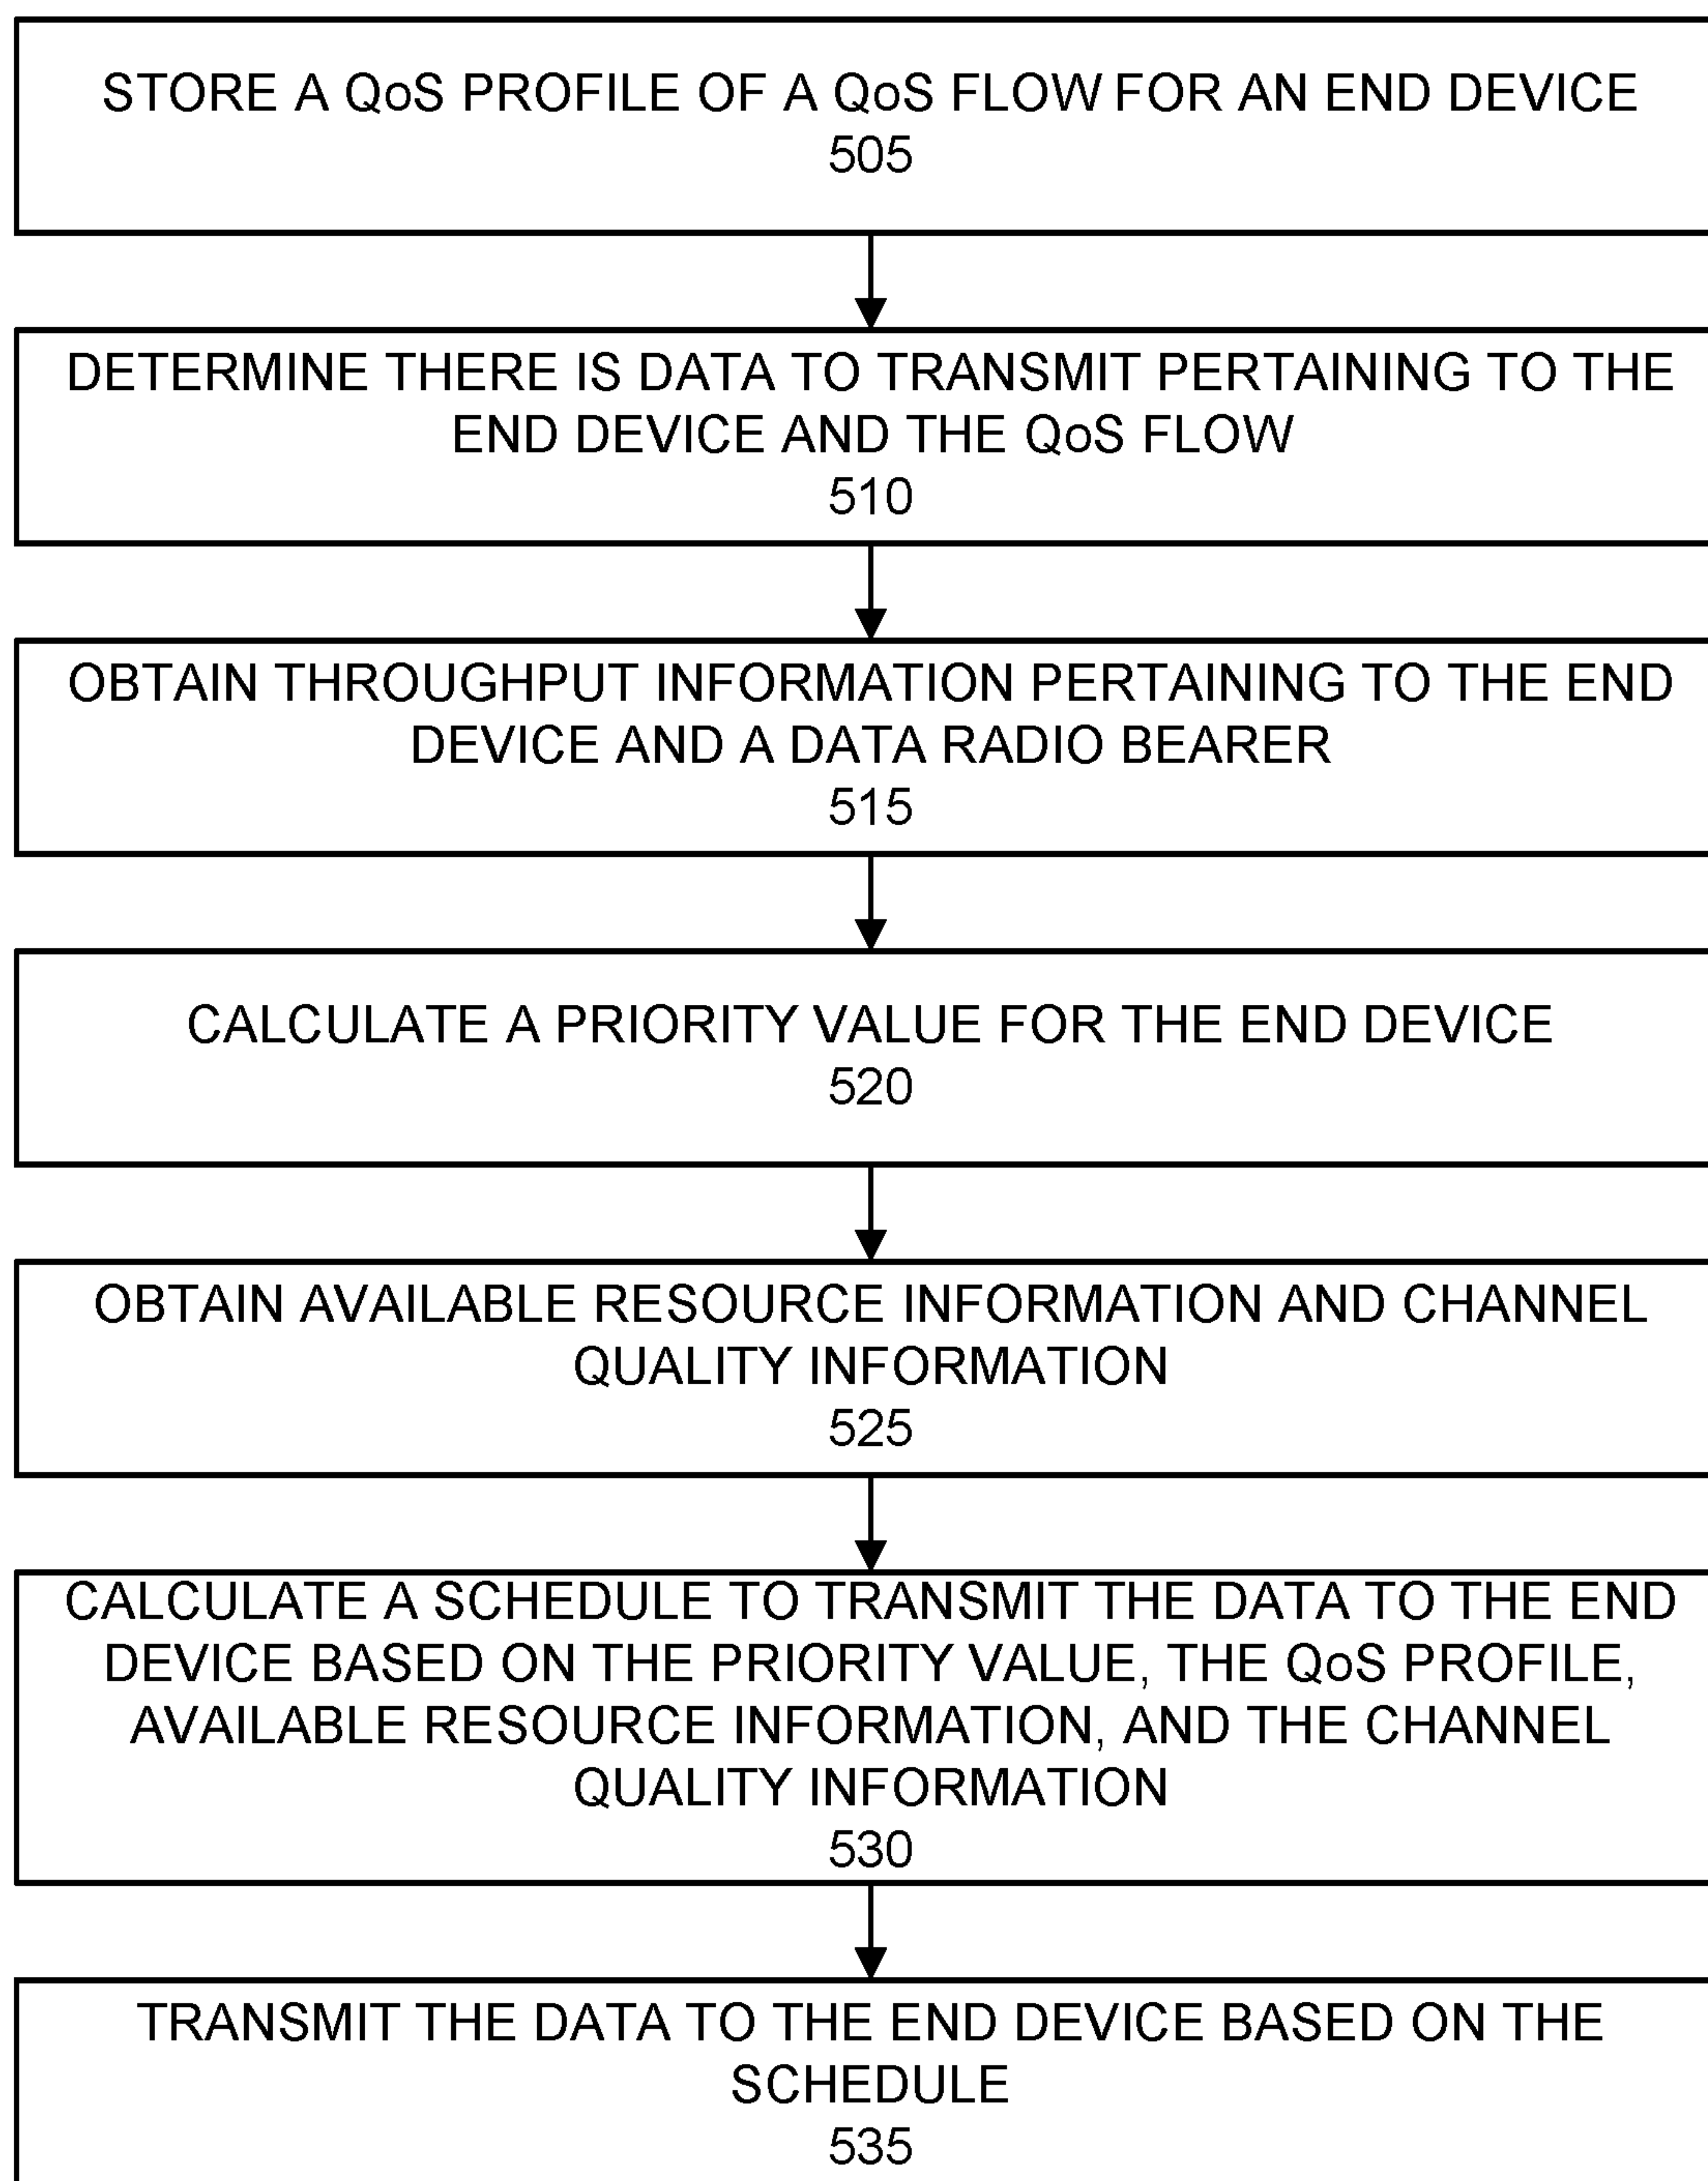 STORE A QoS PROFILE OF A QoS FLOW FOR AN END DEVICE
505
DETERMINE THERE IS DATA TO TRANSMIT PERTAINING TO THE
END DEVICE AND THE QoS FLOW
510
OBTAIN THROUGHPUT INFORMATION PERTAINING TO THE END
DEVICE AND A DATA RADIO BEARER
515
CALCULATE A PRIORITY VALUE FOR THE END DEVICE
520
OBTAIN AVAILABLE RESOURCE INFORMATION AND CHANNEL
QUALITY INFORMATION
525
CALCULATE A SCHEDULE TO TRANSMIT THE DATA TO THE END
DEVICE BASED ON THE PRIORITY VALUE, THE QoS PROFILE,
AVAILABLE RESOURCE INFORMATION, AND THE CHANNEL
QUALITY INFORMATION
530
TRANSMIT THE DATA TO THE END DEVICE BASED ON THE
SCHEDULE
535